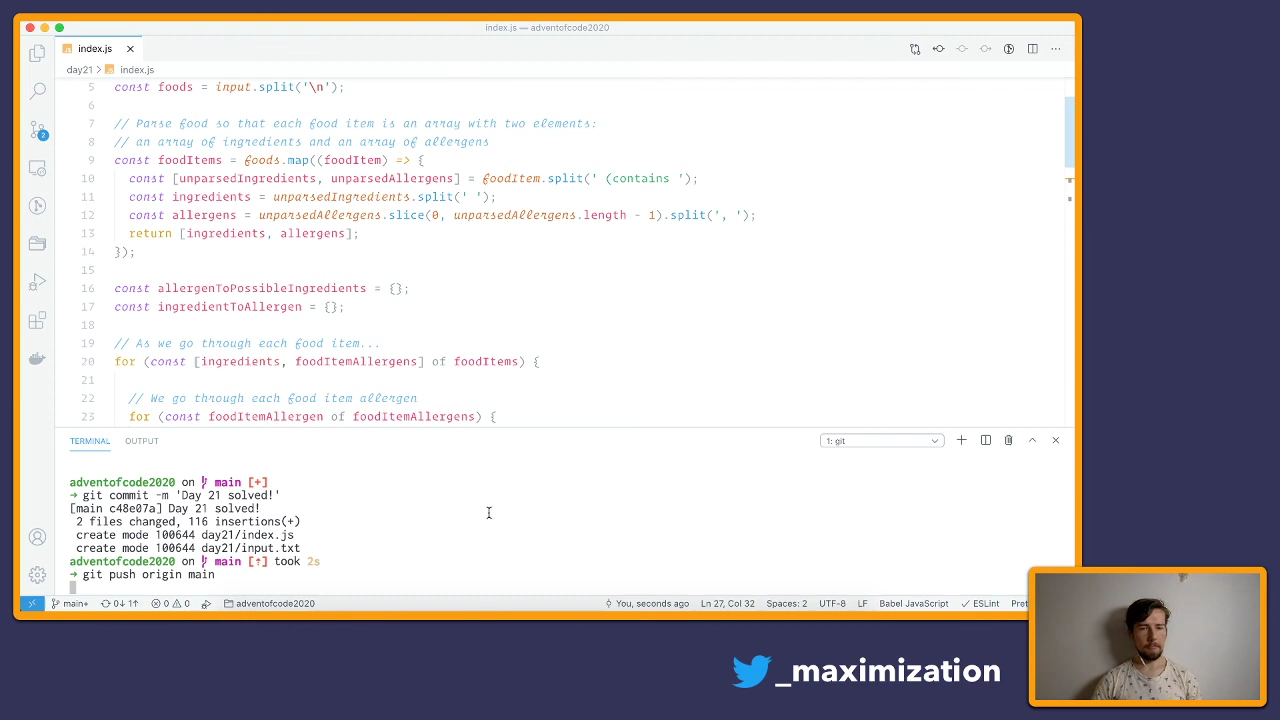 index.js — adventofcode2020
index.js
day21 > index.js
5 const foods = input.split('\n');
6
7 // Parse food so that each food item is an array with two elements:
8 // an array of ingredients and an array of allergens
9 const foodItems = foods.map((foodItem) => {
10 const [unparsedIngredients, unparsedAllergens] = foodItem.split(' (contains ');
11 const ingredients = unparsedIngredients.split(' ');
12 const allergens = unparsedAllergens.slice(0, unparsedAllergens.length - 1).split(', ');
13 return [ingredients, allergens];
14 });
15
16 const allergenToPossibleIngredients = {};
17 const ingredientToAllergen = {};
18
19 // As we go through each food item...
20 for (const [ingredients, foodItemAllergens] of foodItems) {
21
22 // We go through each food item allergen
23 for (const foodItemAllergen of foodItemAllergens) {
2
TERMINAL OUTPUT 1: git
adventofcode2020 on main [+]
→ git commit -m 'Day 21 solved!'
[main c48e07a] Day 21 solved!
2 files changed, 116 insertions(+)
create mode 100644 day21/index.js
create mode 100644 day21/input.txt
adventofcode2020 on main [↑] took 2s
→ git push origin main
main+ 0↓ 1↑ 0 0 adventofcode2020 You, seconds ago Ln 27, Col 32 Spaces: 2 UTF-8 LF Babel JavaScript ESLint Pret
_maximization